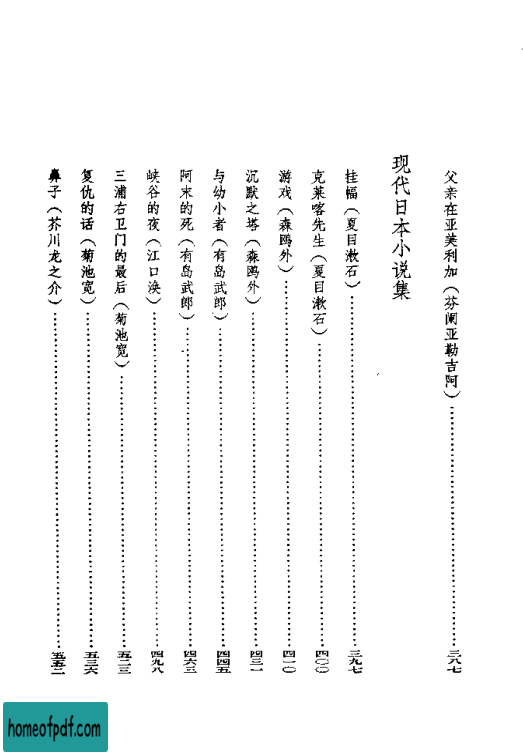 父亲在亚美利加(芬阑亚勒吉阿)……三八七
现代日本小说集
挂幅(夏目漱石)……三九七
克莱喀先生(夏目漱石)……四〇〇
游戏(森鸥外)……四一〇
沉默之塔(森鸥外)……四三一
与幼小者(有岛武郎)……四四五
阿末的死(有岛武郎)……四六三
峡谷的夜(江口涣)……四九八
三浦右卫门的最后(菊池宽)……五二三
复仇的话(菊池宽)……五三六
鼻子(芥川龙之介)……五五二
homeofpdf.com